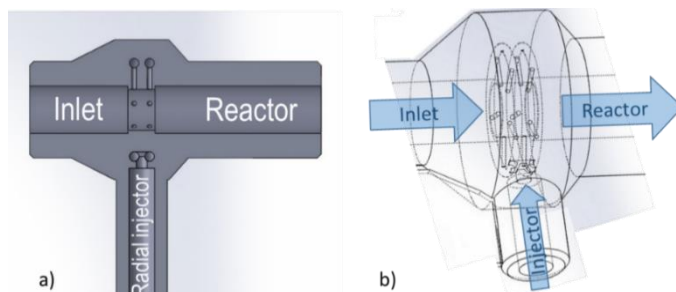 Inlet
Reactor
Radial injector
a)
b)
Inlet
Reactor
Injector